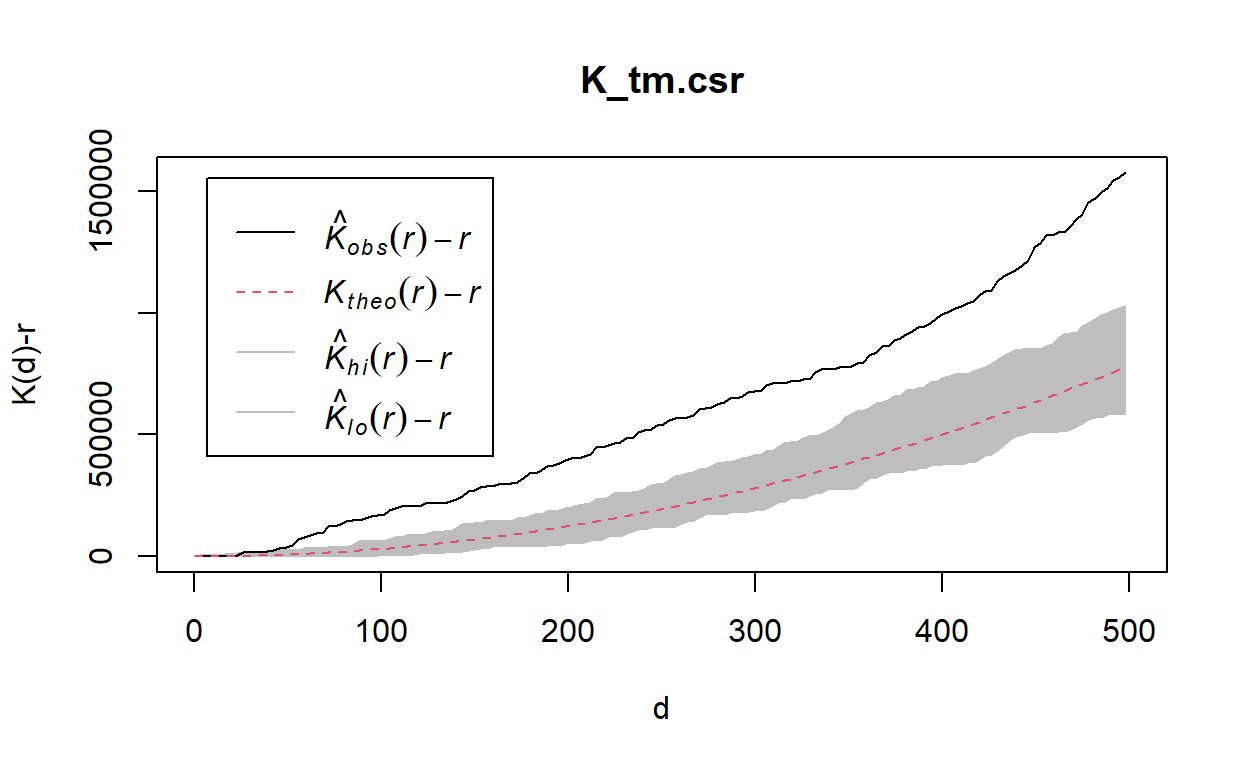 K_tm.csr
K(d)-r
1500000
500000
0
K̂obs(r) − r
Ktheo(r) − r
K̂hi(r) − r
K̂lo(r) − r
0 100 200 300 400 500
d